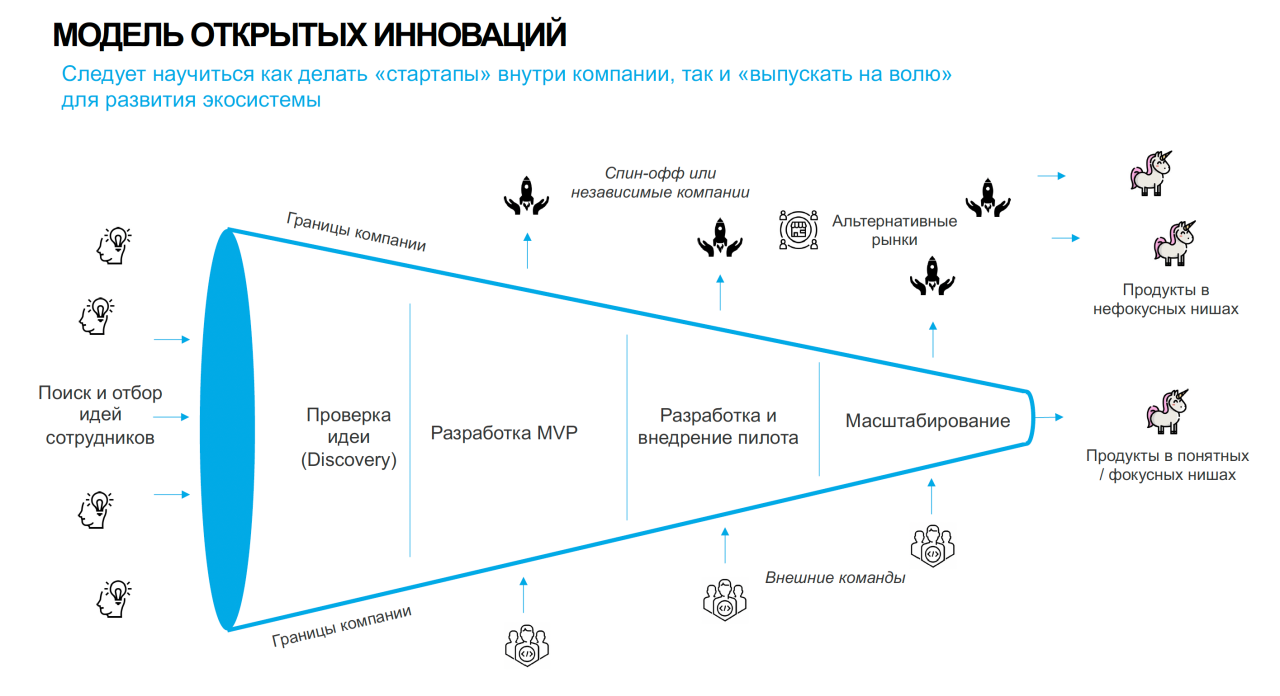 МОДЕЛЬ ОТКРЫТЫХ ИННОВАЦИЙ
Следует научиться как делать «стартапы» внутри компании, так и «выпускать на волю»
для развития экосистемы
Спин-офф или
независимые компании
Границы компании
Альтернативные
рынки
Продукты в
нефокусных нишах
Поиск и отбор
идей
сотрудников
Проверка
идеи
(Discovery)
Разработка MVP
Разработка и
внедрение пилота
Масштабирование
Продукты в понятных
/ фокусных нишах
Внешние команды
Границы компании